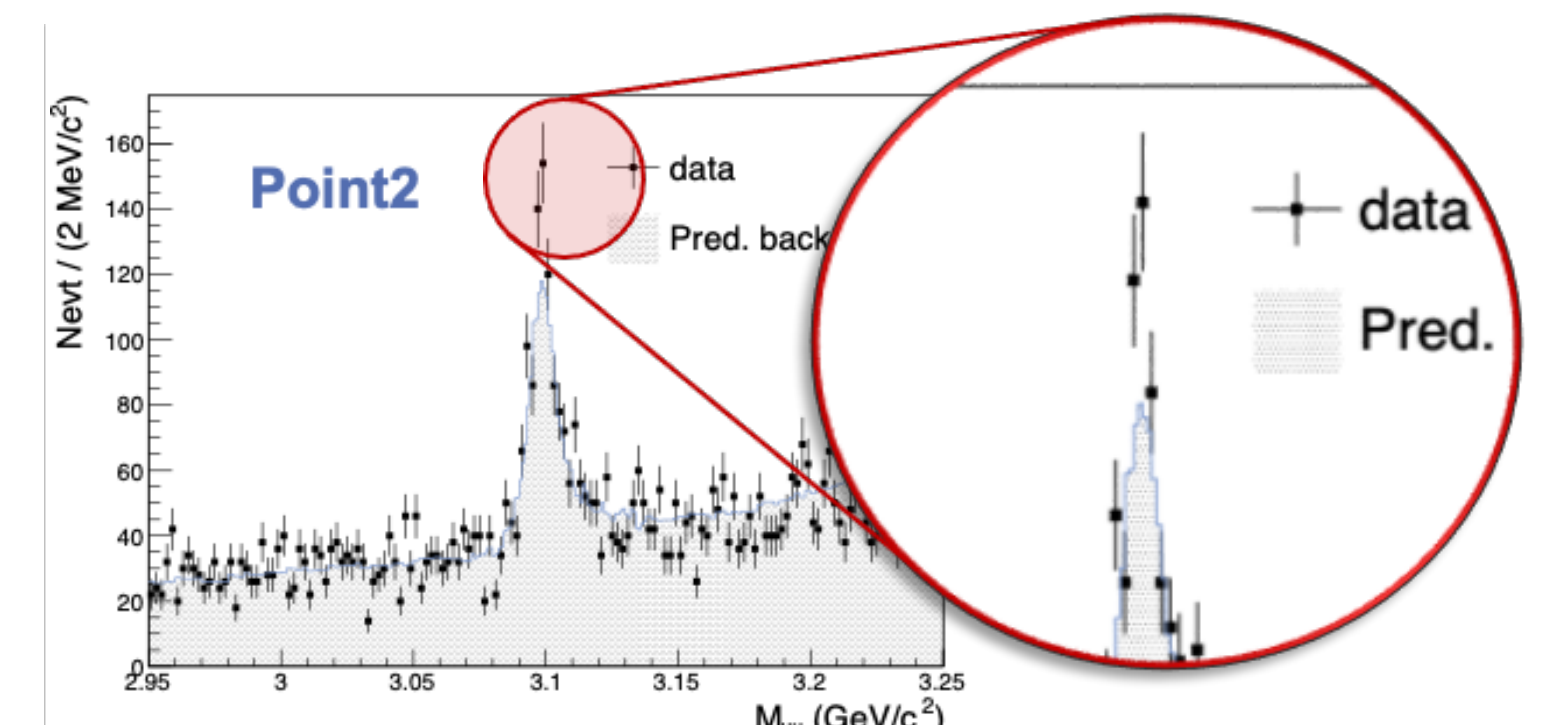 Nevt / (2 MeV/c²)
160
140
120
100
80
60
40
20
0
Point2
data
Pred. back
data
Pred.
2.95
3
3.05
3.1
3.15
3.2
3.25
(GeV/c²)